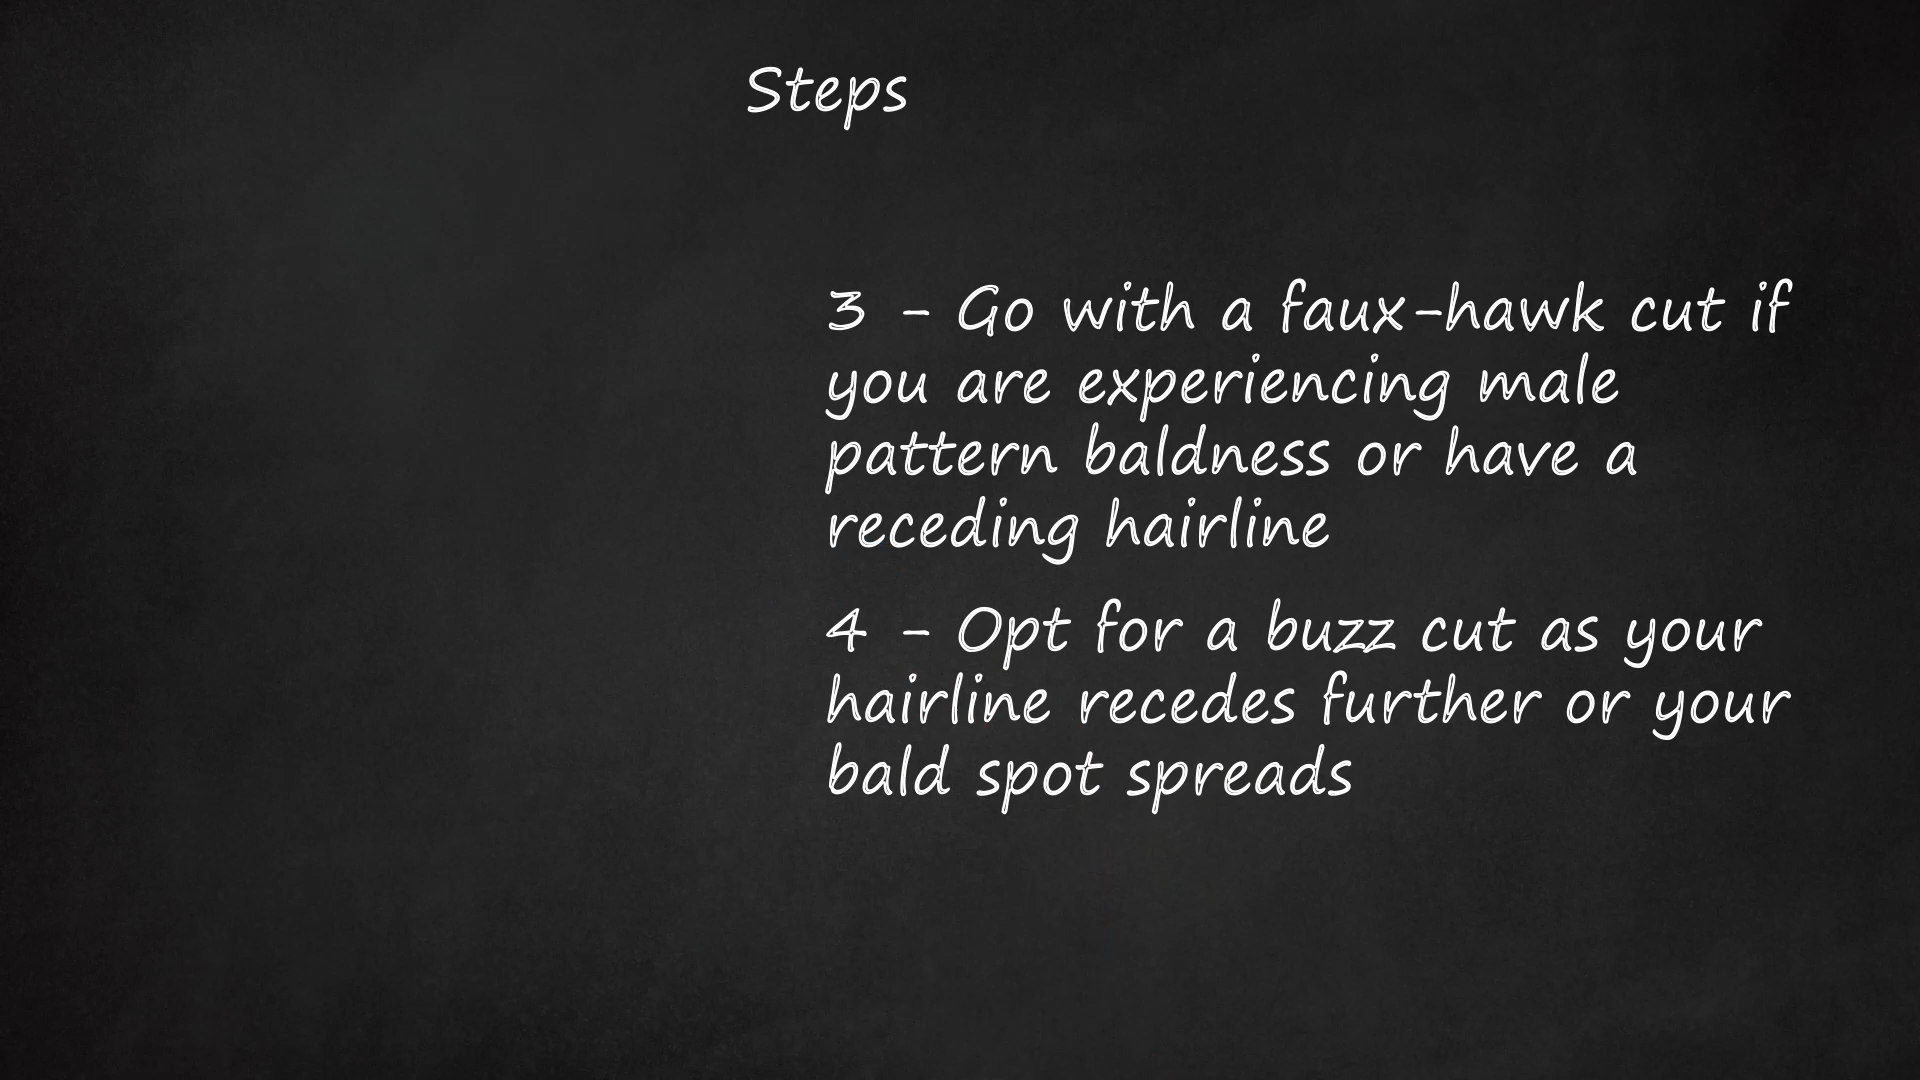 Steps
3 - Go with a faux-hawk cut if
you are experiencing male
pattern baldness or have a
receding hairline
4 - Opt for a buzz cut as your
hairline recedes further or your
bald spot spreads